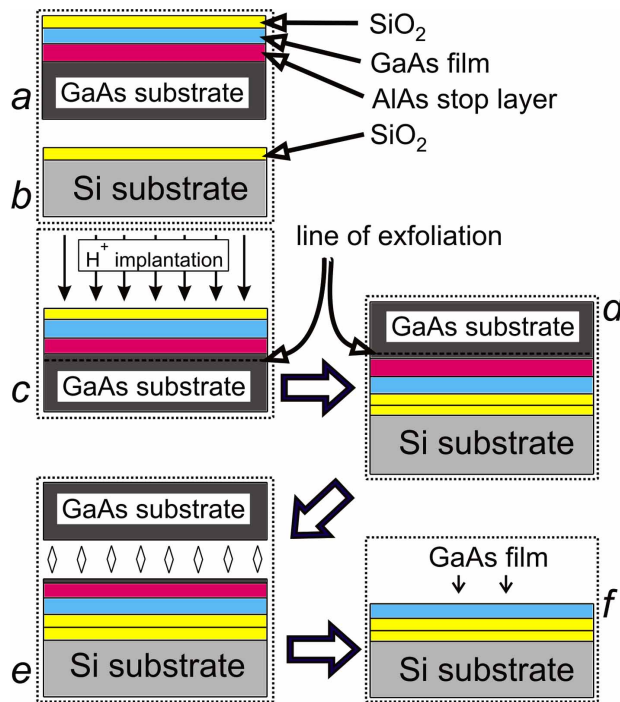 SiO₂
GaAs film
GaAs substrate
AlAs stop layer
a
SiO₂
Si substrate
b
line of exfoliation
H⁺ implantation
GaAs substrate
c
GaAs substrate
d
Si substrate
GaAs substrate
Si substrate
e
GaAs film
f
Si substrate